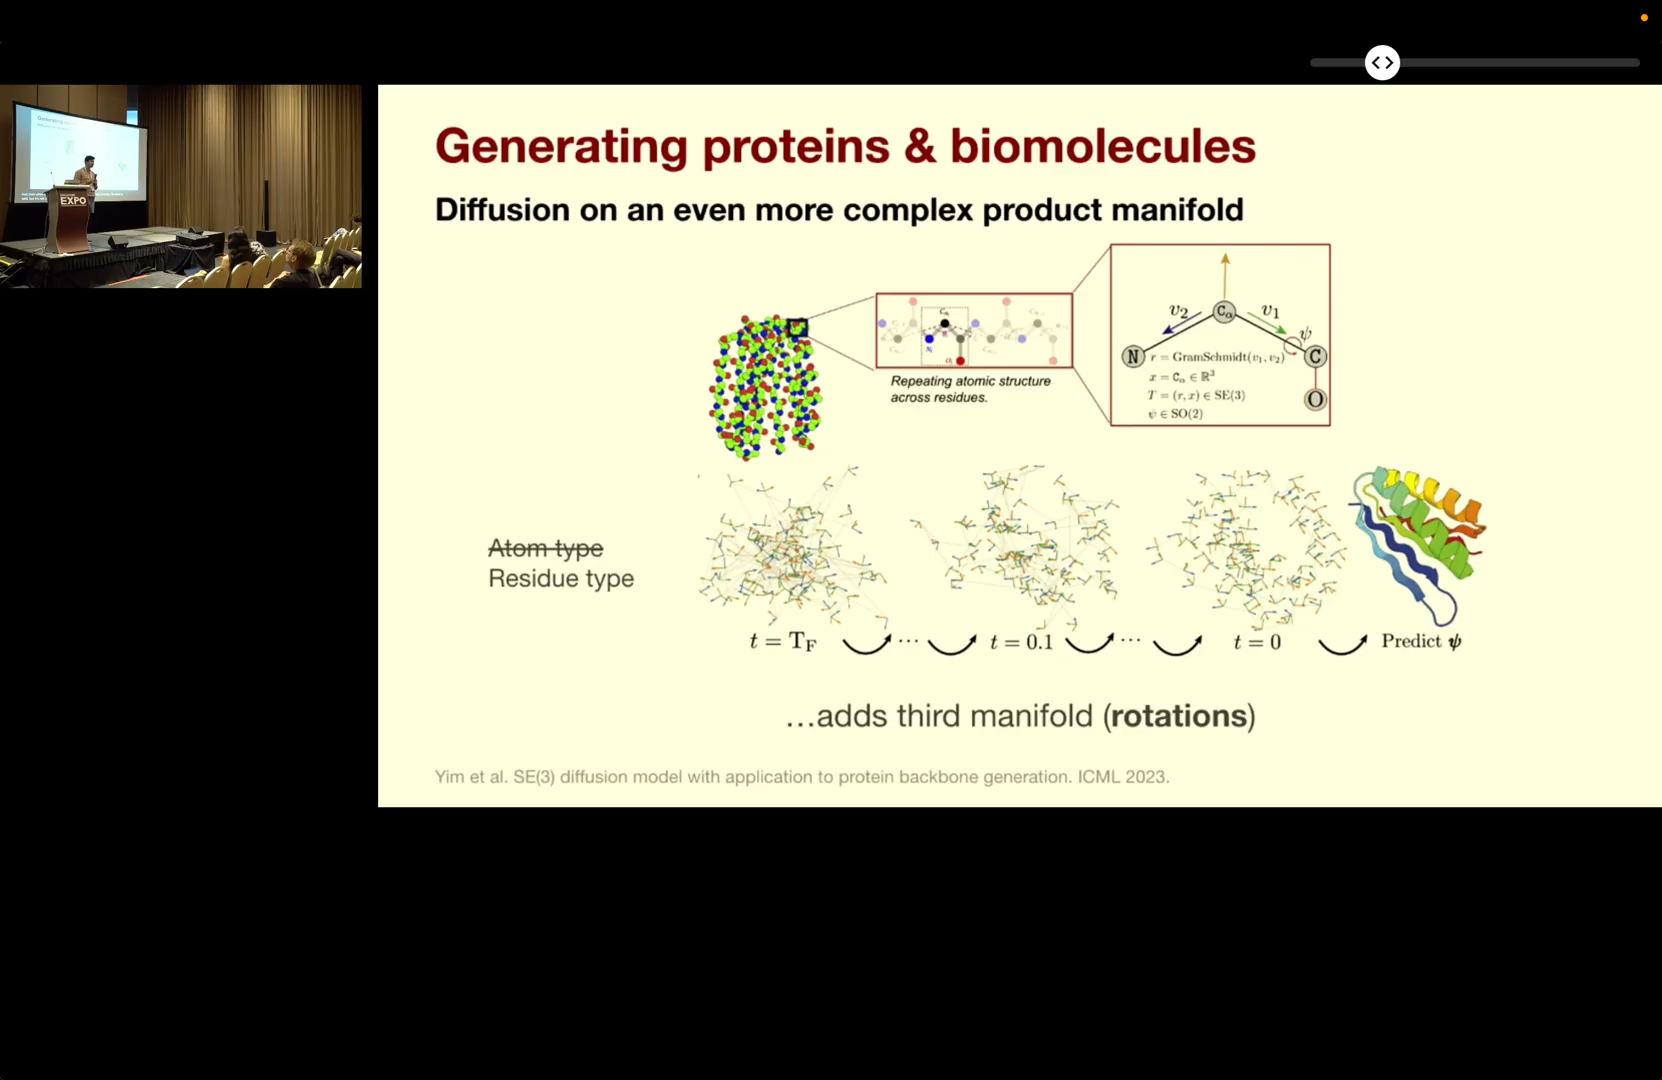 EXPO
Generating proteins & biomolecules
Diffusion on an even more complex product manifold
Repeating atomic structure
across residues.
Cα
v₂
v₁
ψ
N
C
O
r = GramSchmidt(v₁, v₂)
x = Cα ∈ ℝ³
T = (r, x) ∈ SE(3)
ψ ∈ SO(2)
Atom type
Residue type
t = T_F ... t = 0.1 ... t = 0 Predict ψ
…adds third manifold (rotations)
Yim et al. SE(3) diffusion model with application to protein backbone generation. ICML 2023.